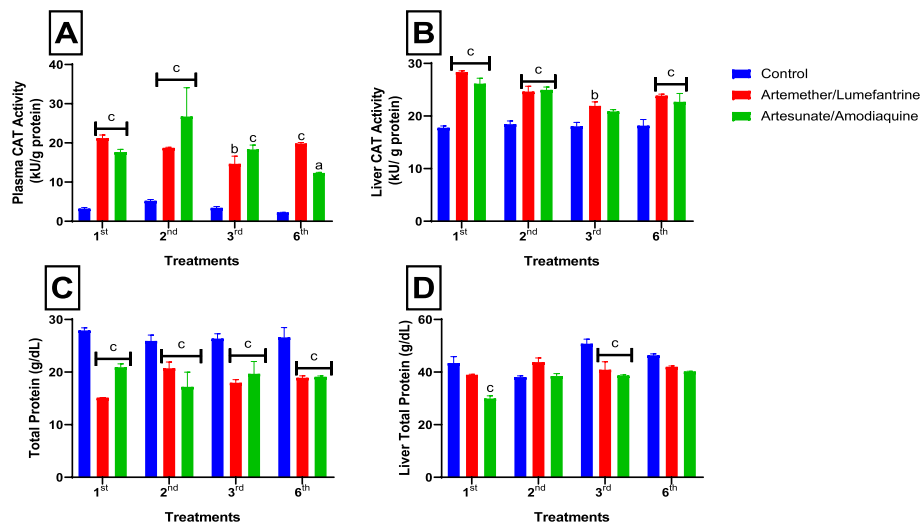 A
Plasma CAT Activity
(kU/g protein)
40
30
20
10
0
c
c
b
c
c
a
1st
2nd
3rd
6th
Treatments
B
Liver CAT Activity
(kU/ g protein)
30
20
10
0
c
c
b
c
1st
2nd
3rd
6th
Treatments
Control
Artemether/Lumefantrine
Artesunate/Amodiaquine
C
Total Protein (g/dL)
30
20
10
0
c
c
c
c
1st
2nd
3rd
6th
Treatments
D
Liver Total Protein (g/dL)
60
40
20
0
c
c
1st
2nd
3rd
6th
Treatments